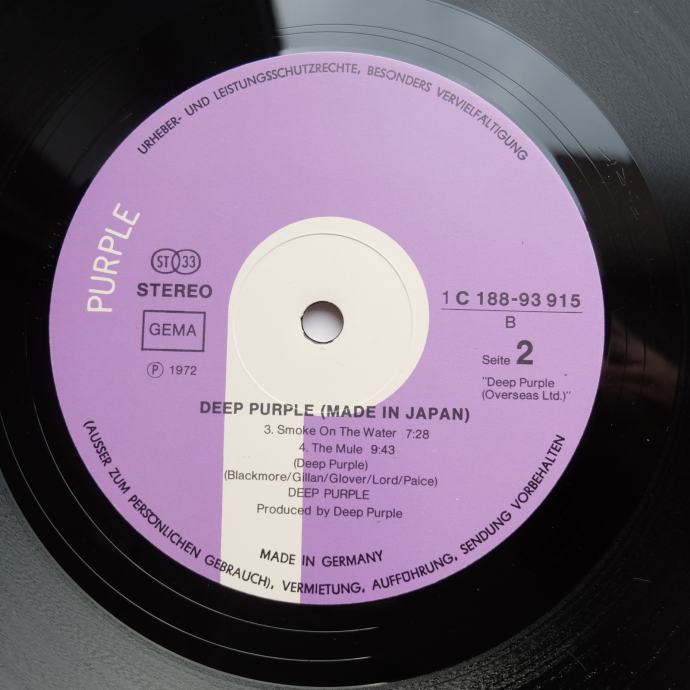 URHEBER- UND LEISTUNGSSCHUTZRECHTE, BESONDERS VERVIELFÄLTIGUNG
PURPLE
ST 33
STEREO
GEMA
Ⓟ 1972
1 C 188-93 915
B
Seite 2
"Deep Purple
(Overseas Ltd.)"
DEEP PURPLE (MADE IN JAPAN)
3. Smoke On The Water 7:28
4. The Mule 9:43
(Deep Purple)
(Blackmore/Gillan/Glover/Lord/Paice)
DEEP PURPLE
Produced by Deep Purple
MADE IN GERMANY
(AUSSER ZUM PERSÖNLICHEN GEBRAUCH), VERMIETUNG, AUFFÜHRUNG, SENDUNG VORBEHALTEN